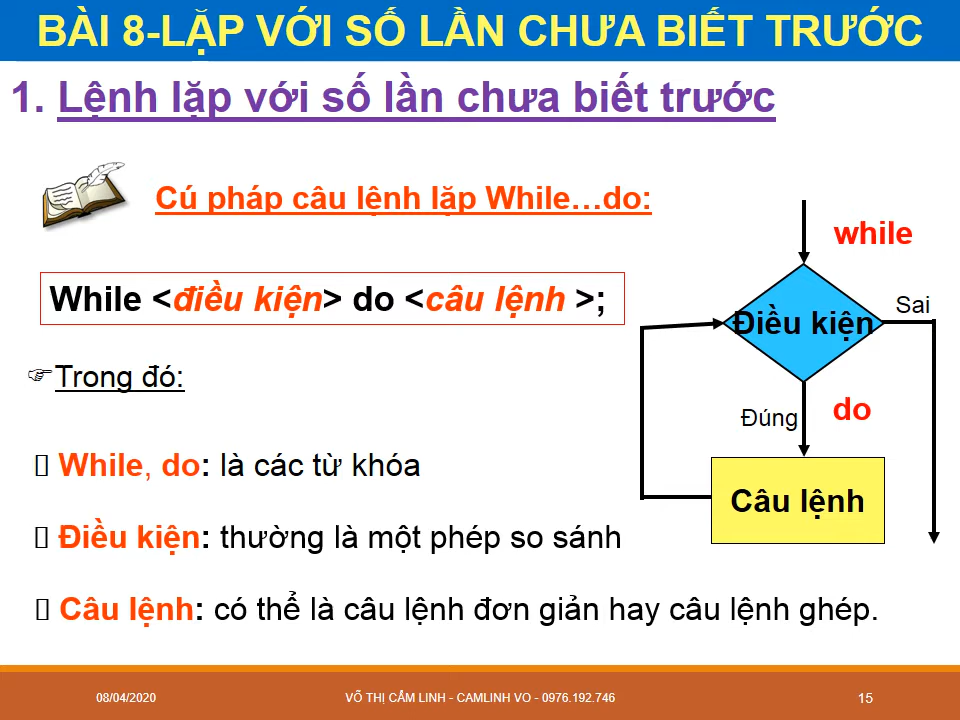 BÀI 8-LẶP VỚI SỐ LẦN CHƯA BIẾT TRƯỚC
1. Lệnh lặp với số lần chưa biết trước
Cú pháp câu lệnh lặp While…do:
While <điều kiện> do <câu lệnh >;
Trong đó:
While, do: là các từ khóa
Điều kiện: thường là một phép so sánh
Câu lệnh: có thể là câu lệnh đơn giản hay câu lệnh ghép.
while
Điều kiện
Sai
Đúng
do
Câu lệnh
08/04/2020
VÕ THỊ CẨM LINH - CAMLINH VO - 0976.192.746
15